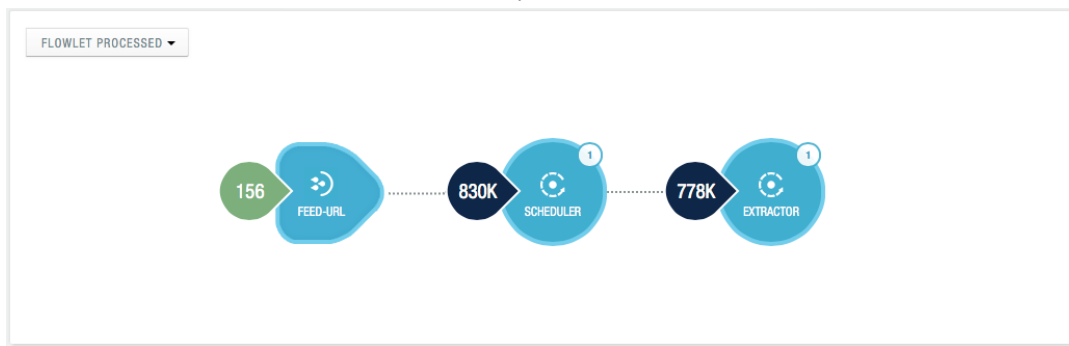 FLOWLET PROCESSED
156
FEED-URL
830K
SCHEDULER
1
778K
EXTRACTOR
1